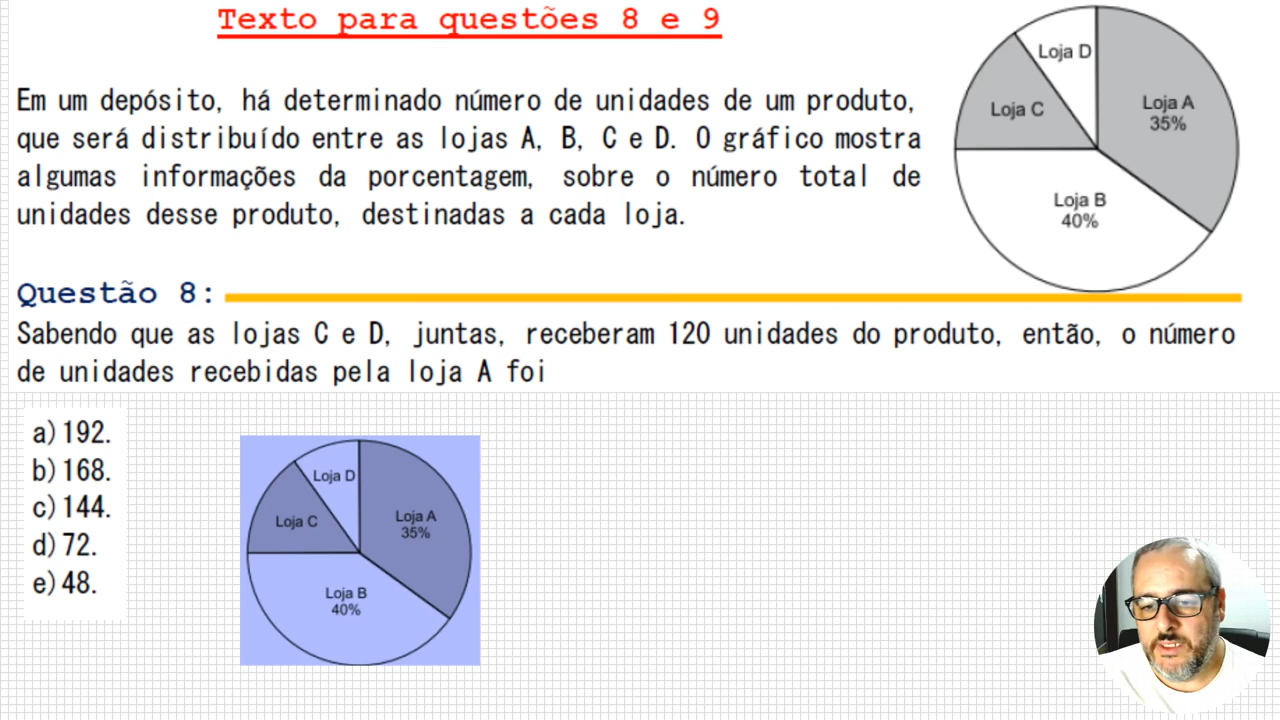 Texto para questões 8 e 9
Em um depósito, há determinado número de unidades de um produto,
que será distribuído entre as lojas A, B, C e D. O gráfico mostra
algumas informações da porcentagem, sobre o número total de
unidades desse produto, destinadas a cada loja.
Loja D
Loja A
35%
Loja C
Loja B
40%
Questão 8:
Sabendo que as lojas C e D, juntas, receberam 120 unidades do produto, então, o número
de unidades recebidas pela loja A foi
a) 192.
b) 168.
c) 144.
d) 72.
e) 48.
Loja D
Loja A
35%
Loja C
Loja B
40%